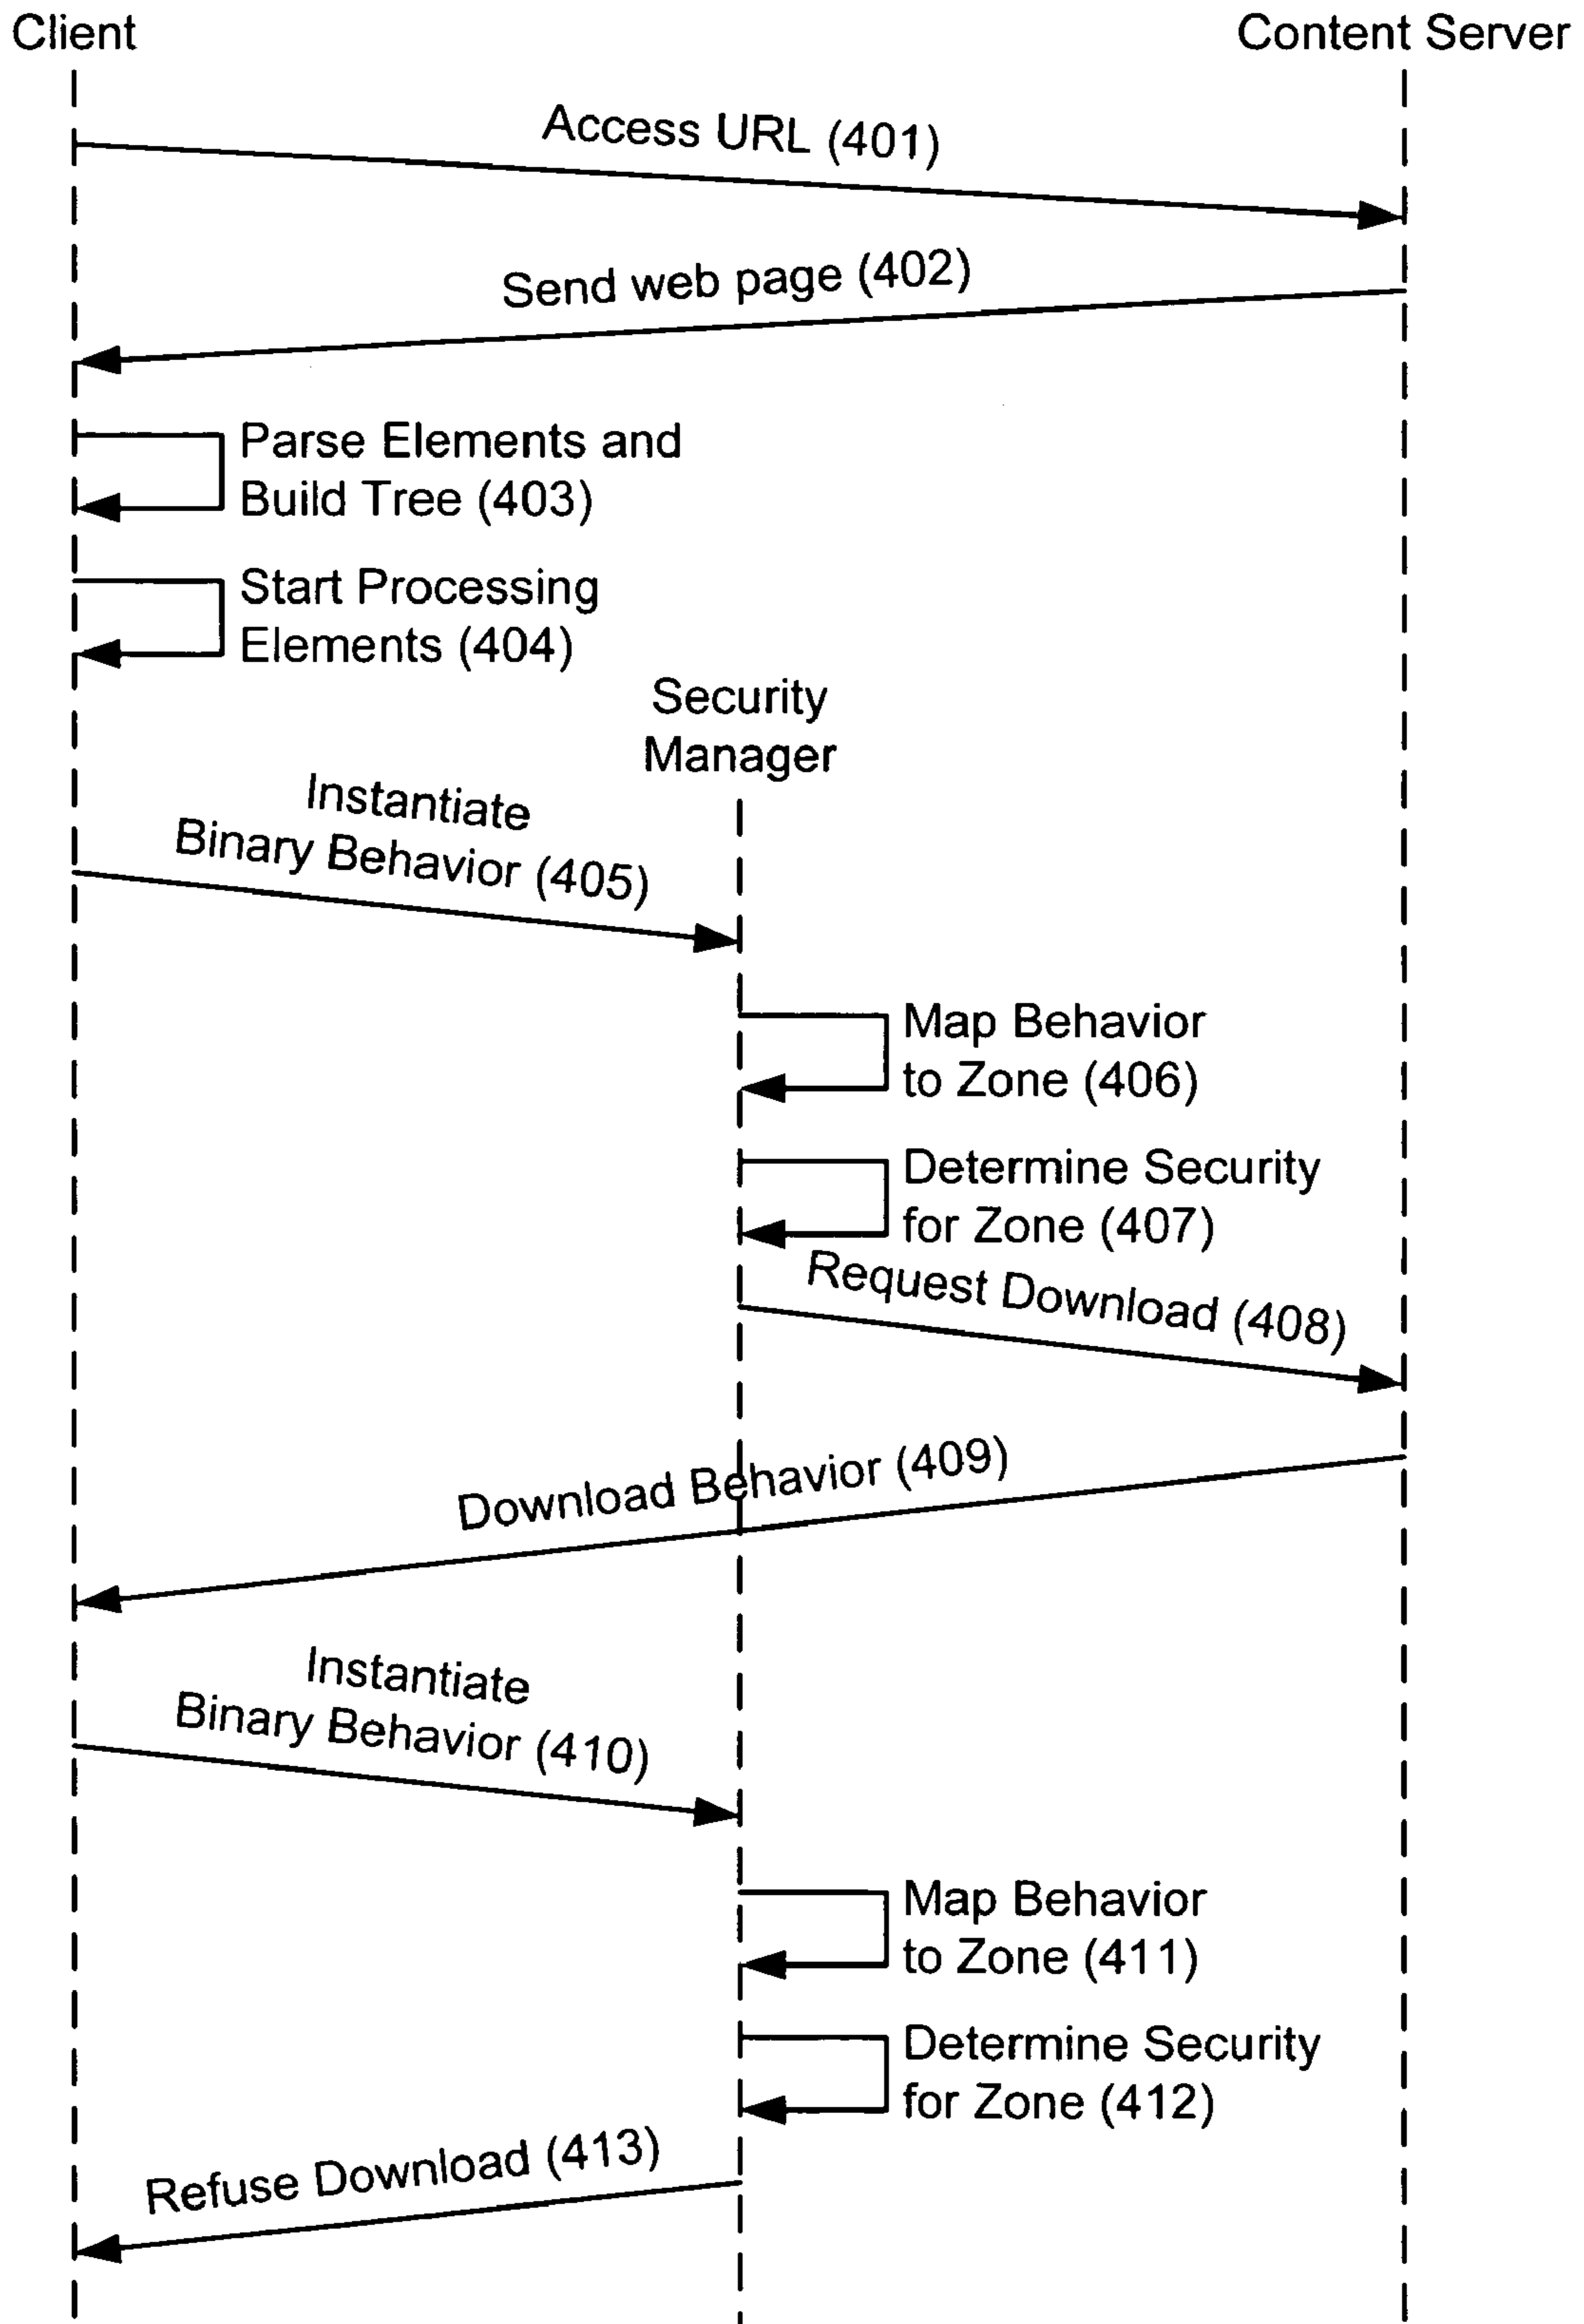 Client
Content Server
Access URL (401)
Send web page (402)
Parse Elements and
Build Tree (403)
Start Processing
Elements (404)
Security
Manager
Instantiate
Binary Behavior (405)
Map Behavior
to Zone (406)
Determine Security
for Zone (407)
Request Download (408)
Download Behavior (409)
Instantiate
Binary Behavior (410)
Map Behavior
to Zone (411)
Determine Security
for Zone (412)
Refuse Download (413)